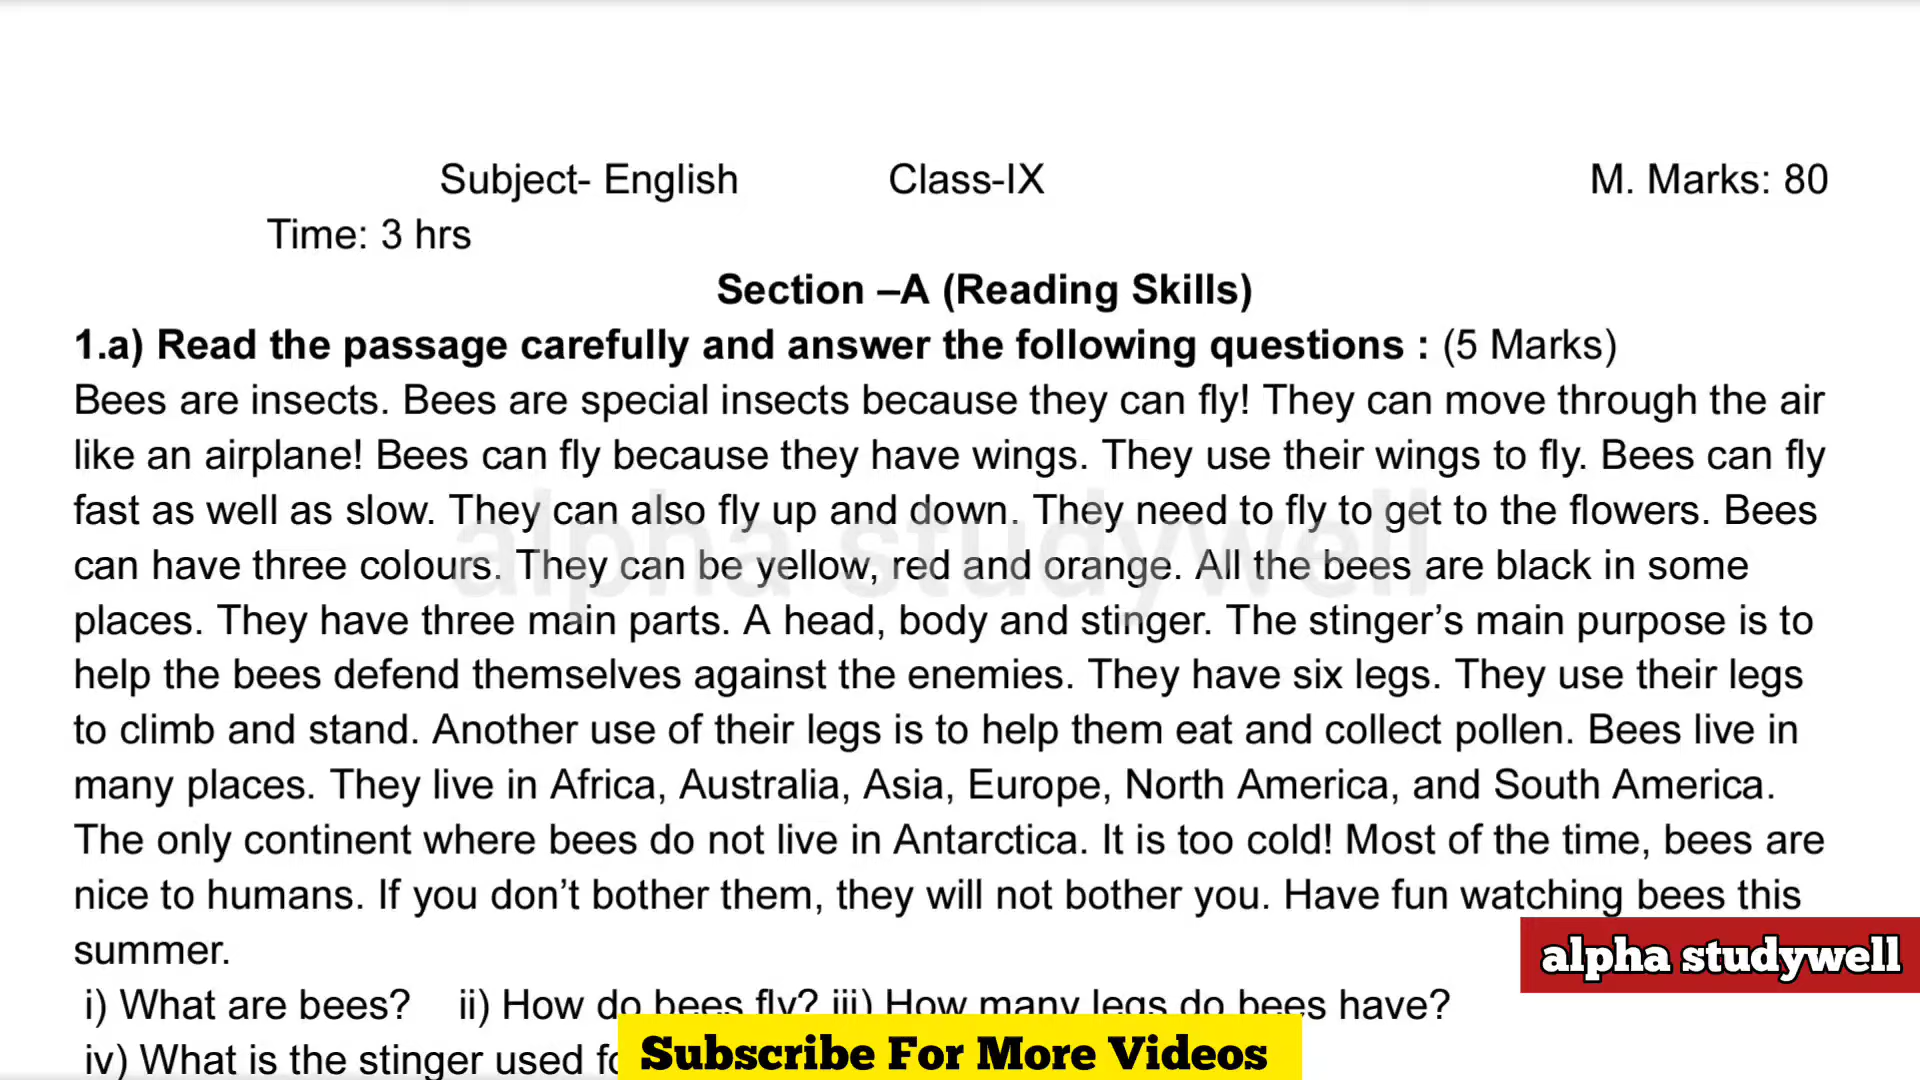 Subject- English Class-IX M. Marks: 80
Time: 3 hrs
Section –A (Reading Skills)
1.a) Read the passage carefully and answer the following questions : (5 Marks)
Bees are insects. Bees are special insects because they can fly! They can move through the air
like an airplane! Bees can fly because they have wings. They use their wings to fly. Bees can fly
fast as well as slow. They can also fly up and down. They need to fly to get to the flowers. Bees
can have three colours. They can be yellow, red and orange. All the bees are black in some
places. They have three main parts. A head, body and stinger. The stinger’s main purpose is to
help the bees defend themselves against the enemies. They have six legs. They use their legs
to climb and stand. Another use of their legs is to help them eat and collect pollen. Bees live in
many places. They live in Africa, Australia, Asia, Europe, North America, and South America.
The only continent where bees do not live in Antarctica. It is too cold! Most of the time, bees are
nice to humans. If you don’t bother them, they will not bother you. Have fun watching bees this
summer.
alpha studywell
alpha studywell
i) What are bees? ii) How do bees fly? iii) How many legs do bees have?
iv) What is the stinger used
Subscribe For More Videos